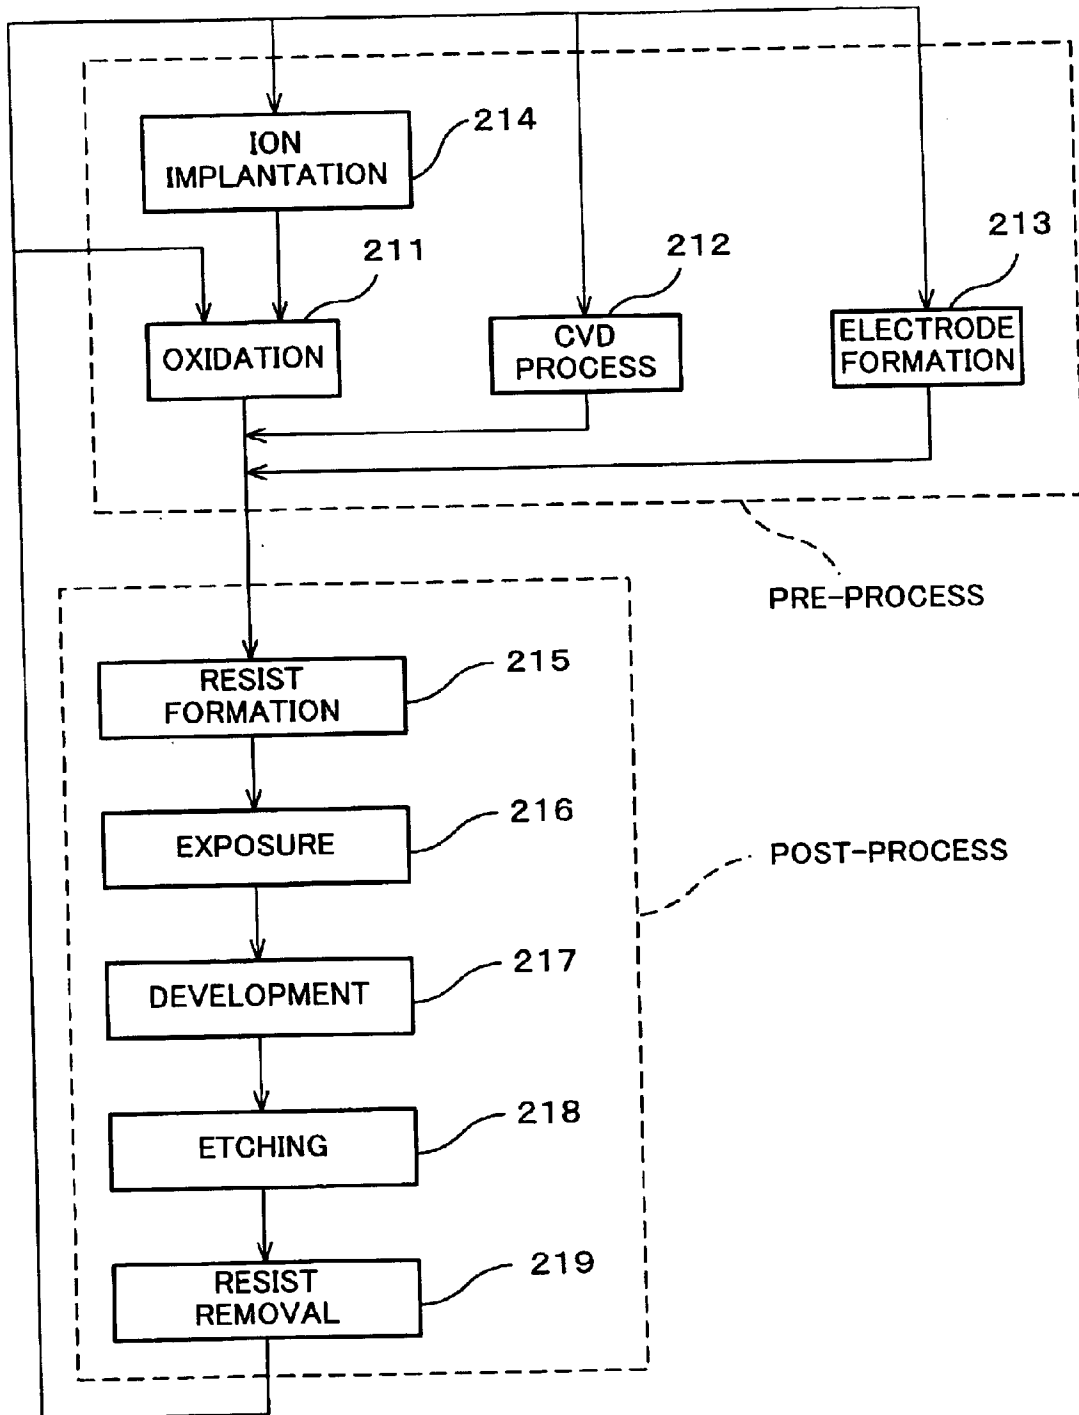 ION
IMPLANTATION
214
211
OXIDATION
212
CVD
PROCESS
213
ELECTRODE
FORMATION
PRE-PROCESS
RESIST
FORMATION
215
EXPOSURE
216
POST-PROCESS
DEVELOPMENT
217
ETCHING
218
RESIST
REMOVAL
219